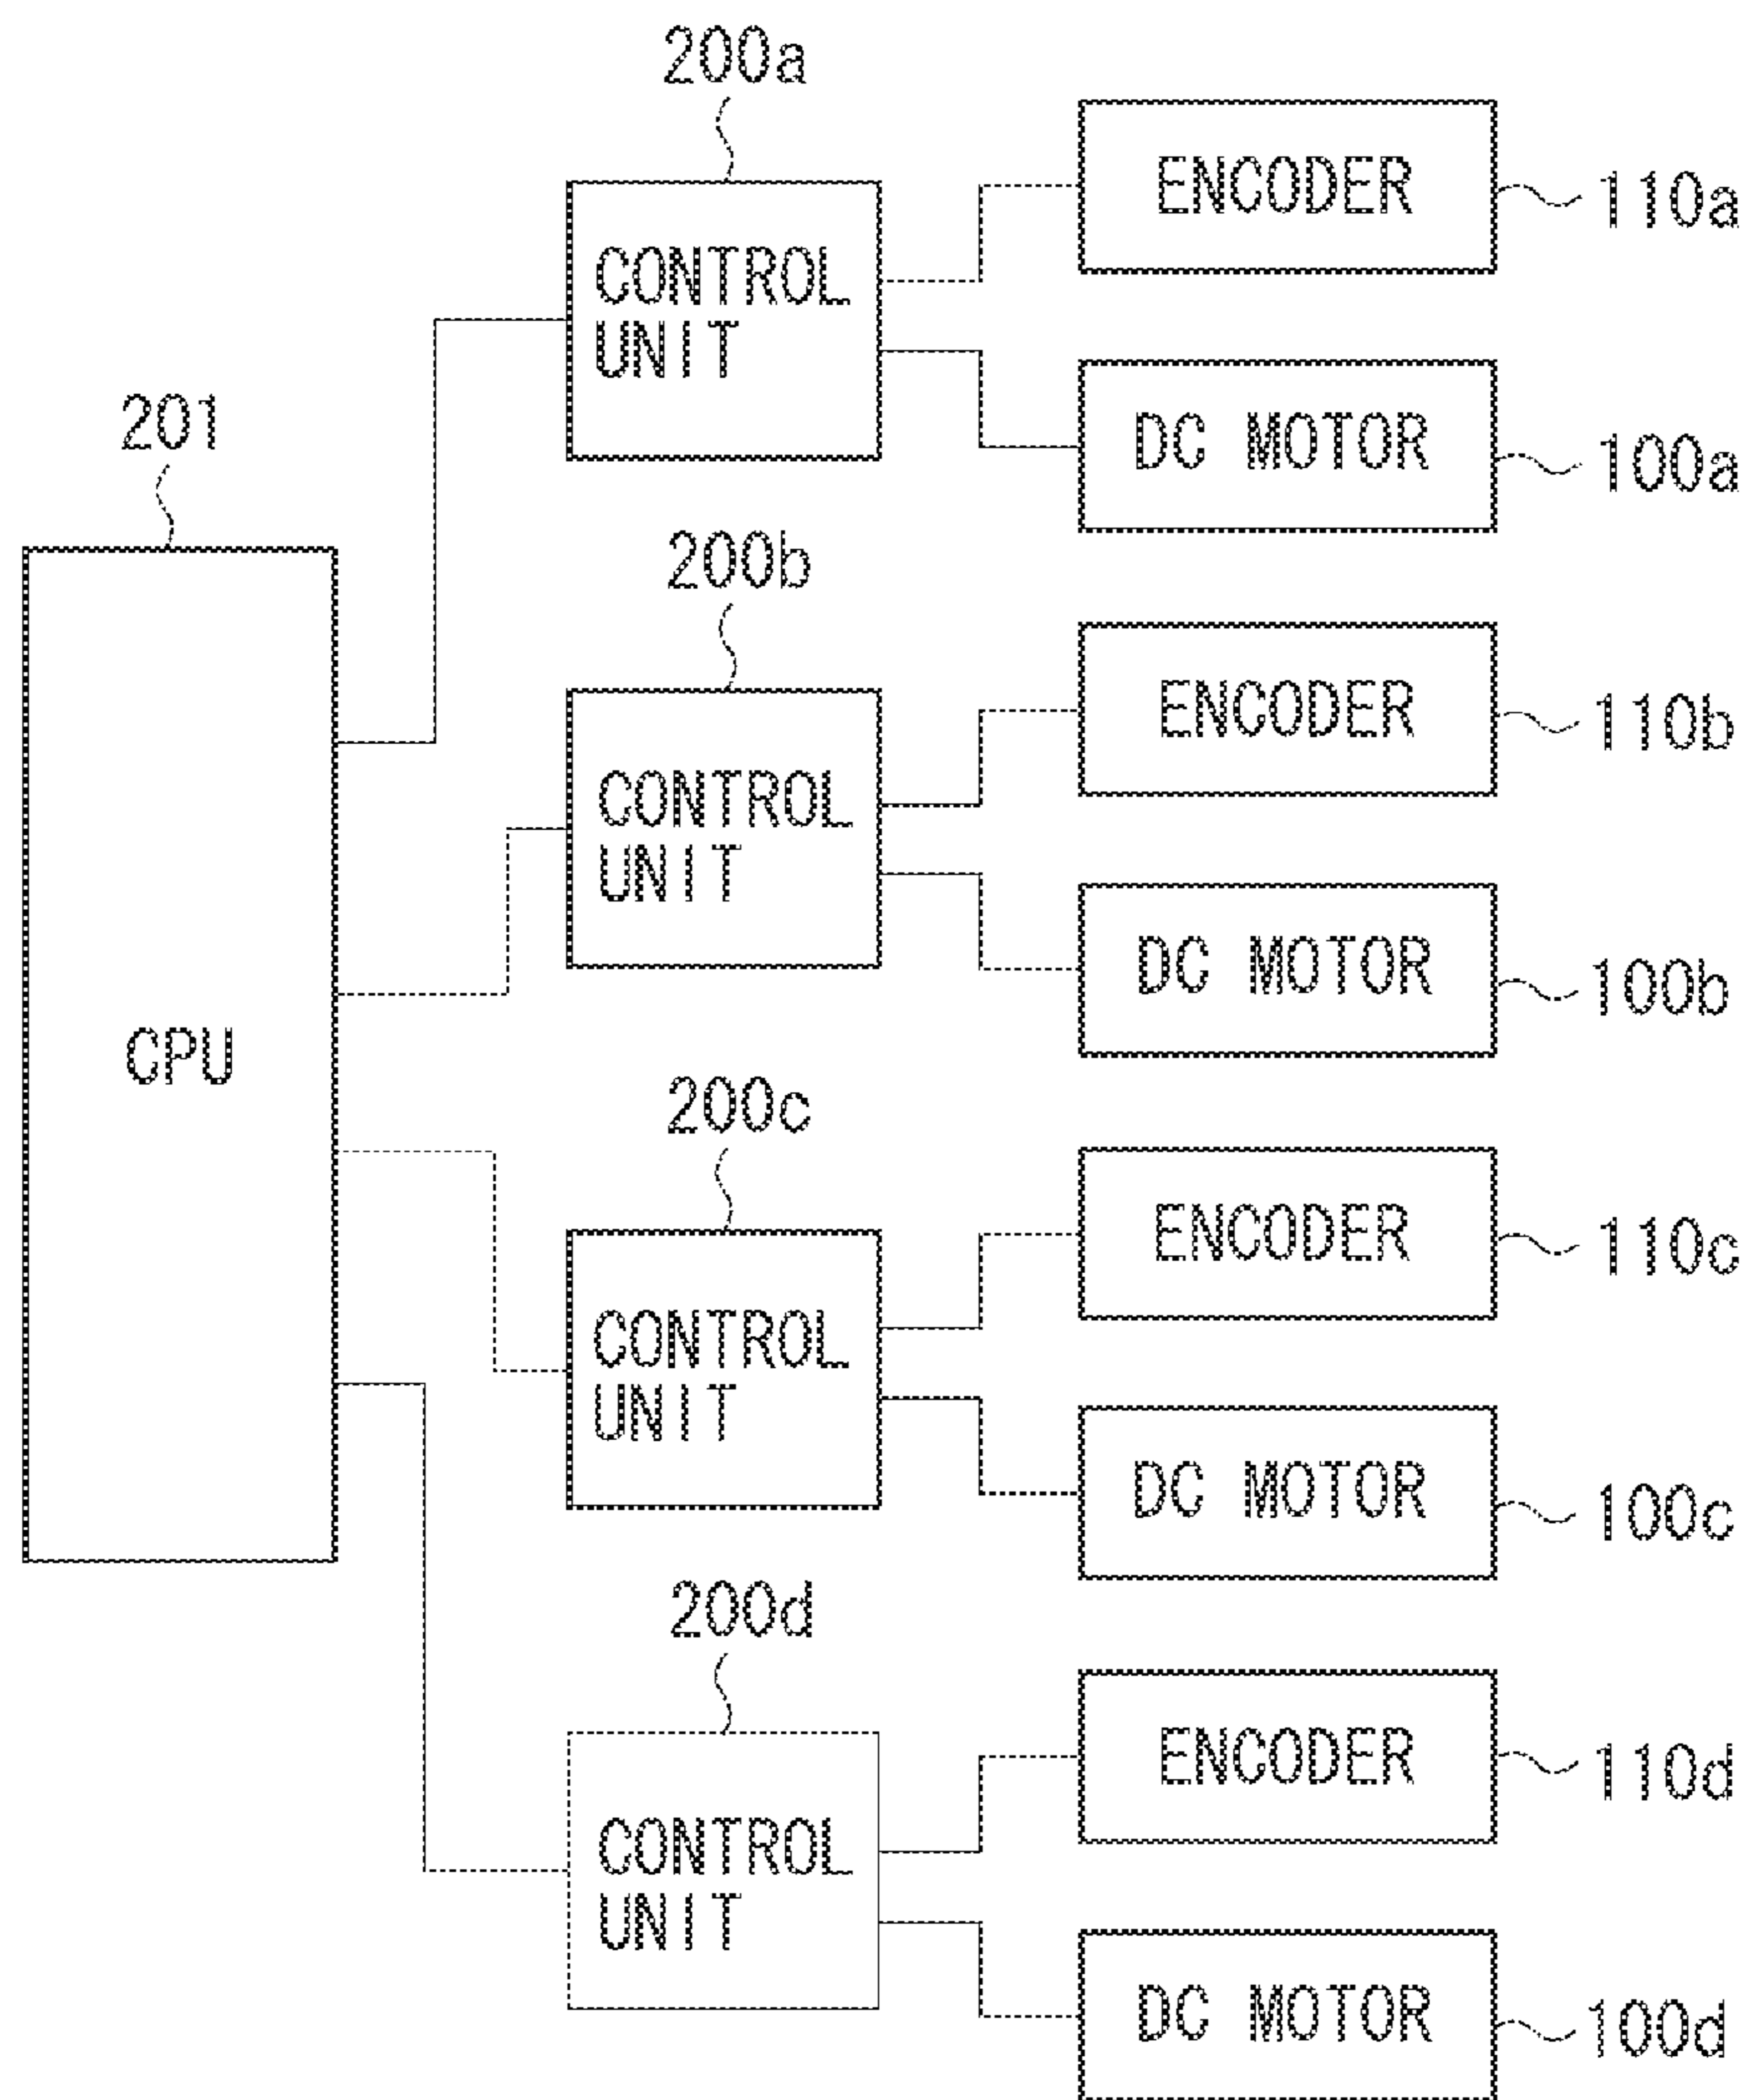 200a
ENCODER
110a
CONTROL
UNIT
DC MOTOR
100a
201
200b
ENCODER
110b
CONTROL
UNIT
DC MOTOR
100b
CPU
200c
ENCODER
110c
CONTROL
UNIT
DC MOTOR
100c
200d
ENCODER
110d
CONTROL
UNIT
DC MOTOR
100d